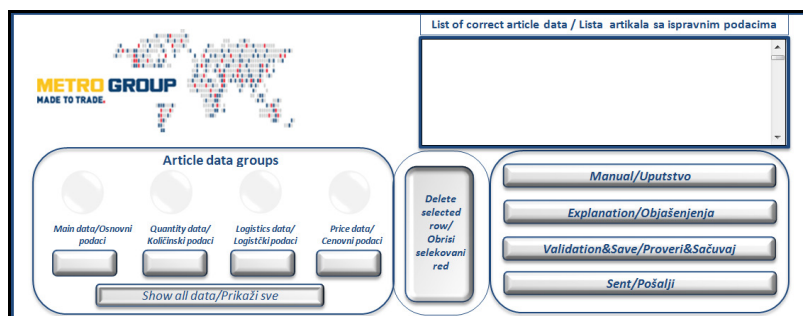 List of correct article data / Lista artikala sa ispravnim podacima
METRO GROUP
MADE TO TRADE.
Article data groups
Main data/Osnovni
podaci
Quantity data/
Količinski podaci
Logistics data/
Logistčki podaci
Price data/
Cenovni podaci
Show all data/Prikaži sve
Delete
selected
row/
Obrisi
selekovani
red
Manual/Uputstvo
Explanation/Objašenjenja
Validation&Save/Proveri&Sačuvaj
Sent/Pošalji